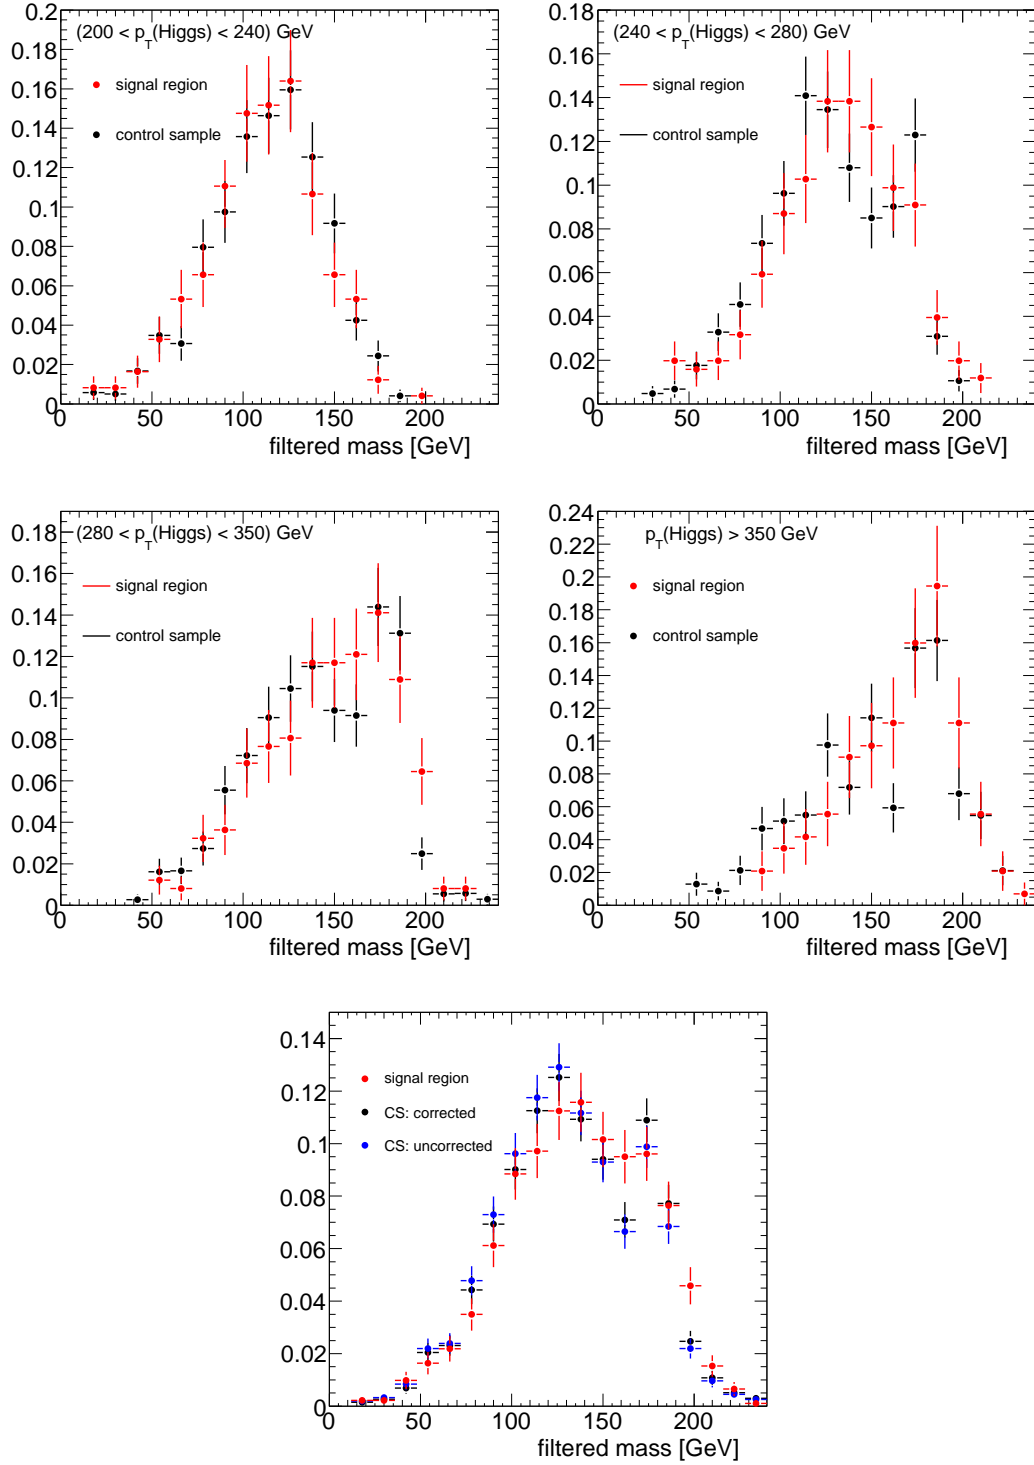 (200 < p_T(Higgs) < 240) GeV
signal region
control sample
0.2
0.18
0.16
0.14
0.12
0.1
0.08
0.06
0.04
0.02
0
0 50 100 150 200
filtered mass [GeV]
(240 < p_T(Higgs) < 280) GeV
signal region
control sample
0.18
0.16
0.14
0.12
0.1
0.08
0.06
0.04
0.02
0
0 50 100 150 200
filtered mass [GeV]
(280 < p_T(Higgs) < 350) GeV
signal region
control sample
0.18
0.16
0.14
0.12
0.1
0.08
0.06
0.04
0.02
0
0 50 100 150 200
filtered mass [GeV]
p_T(Higgs) > 350 GeV
signal region
control sample
0.24
0.22
0.2
0.18
0.16
0.14
0.12
0.1
0.08
0.06
0.04
0.02
0
0 50 100 150 200
filtered mass [GeV]
signal region
CS: corrected
CS: uncorrected
0.14
0.12
0.1
0.08
0.06
0.04
0.02
0
0 50 100 150 200
filtered mass [GeV]